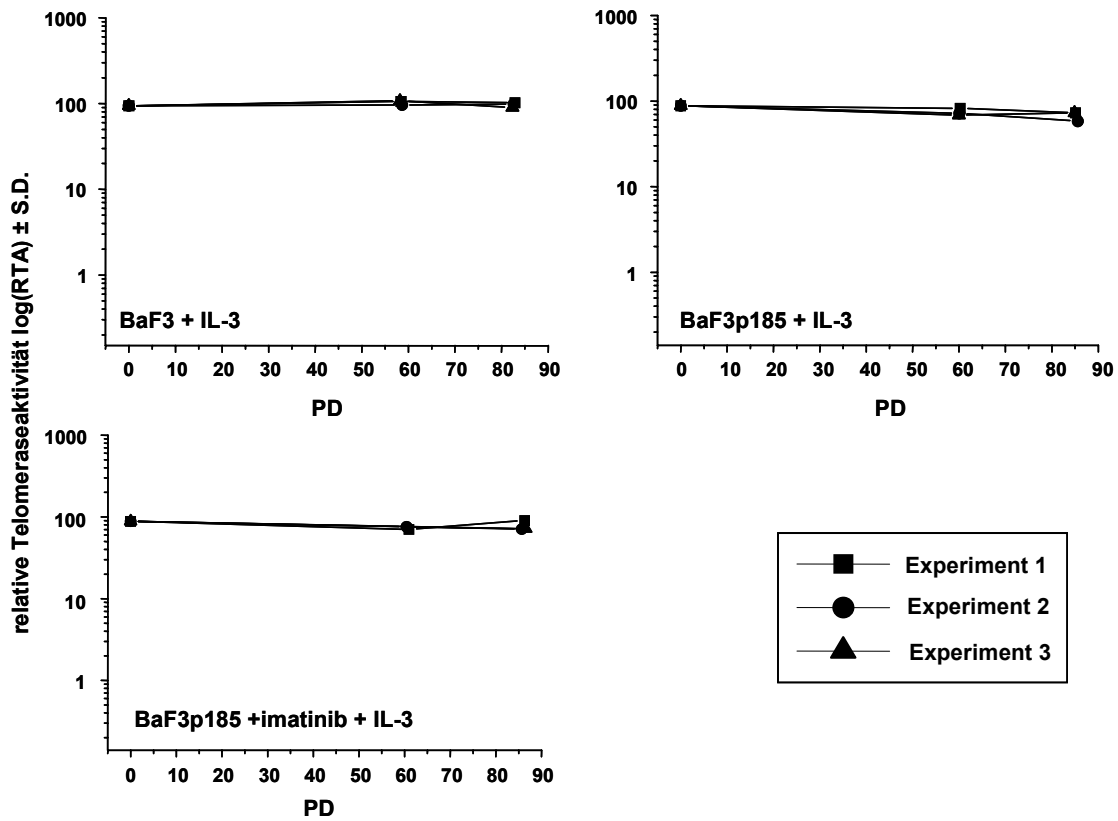 relative Telomeraseaktivität log(RTA) ± S.D.
1000
100
10
1
BaF3 + IL-3
0 10 20 30 40 50 60 70 80 90
PD
1000
100
10
1
BaF3p185 + IL-3
0 10 20 30 40 50 60 70 80 90
PD
1000
100
10
1
BaF3p185 +imatinib + IL-3
0 10 20 30 40 50 60 70 80 90
PD
Experiment 1
Experiment 2
Experiment 3